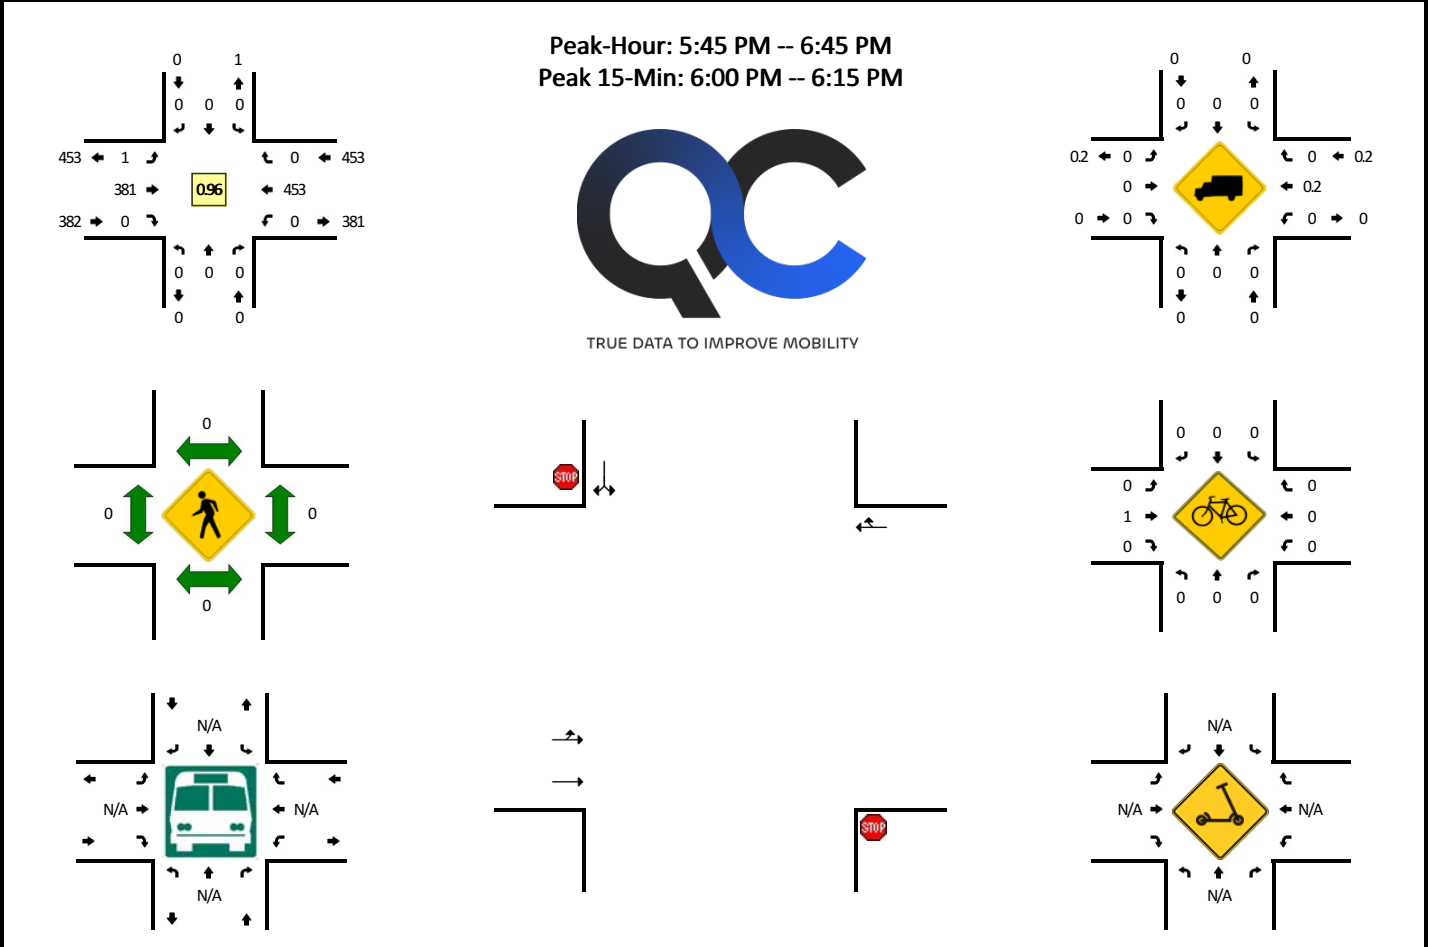 Peak-Hour: 5:45 PM -- 6:45 PM
Peak 15-Min: 6:00 PM -- 6:15 PM
0 1
0 0 0
453 1 0 453
381 0.96 453
382 0 0 381
0 0 0
0 0
TRUE DATA TO IMPROVE MOBILITY
0 0
0 0 0
0.2 0 0 0.2
0 0.2
0 0 0 0
0 0 0
0 0
0
0 0
0
STOP
STOP
0 0 0
0 0
1 0
0 0
0 0 0
N/A
N/A N/A
N/A
N/A
N/A N/A
N/A